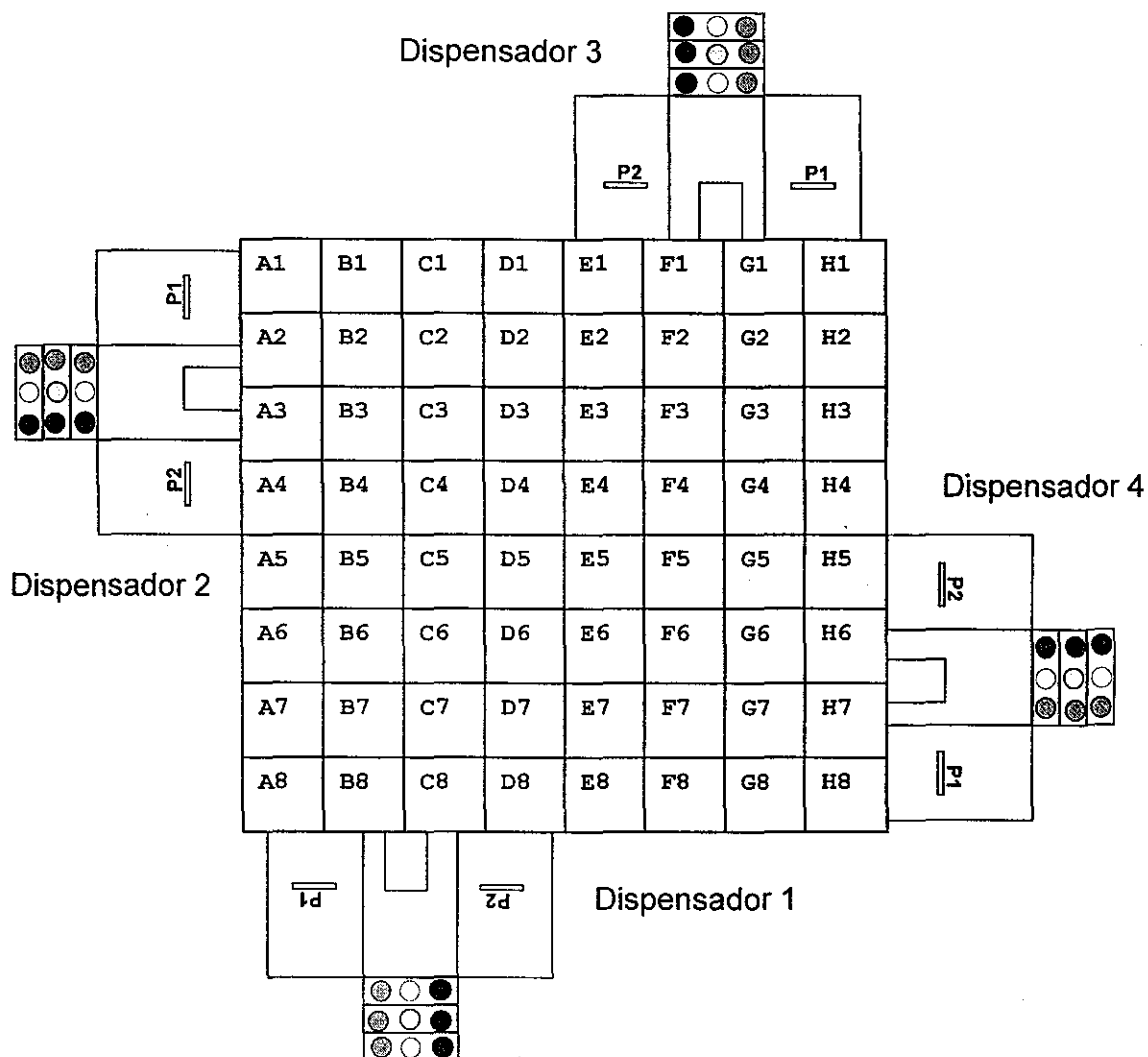 Dispensador 3
P2 P1
A1 B1 C1 D1 E1 F1 G1 H1
P1
A2 B2 C2 D2 E2 F2 G2 H2
A3 B3 C3 D3 E3 F3 G3 H3
P2
A4 B4 C4 D4 E4 F4 G4 H4
Dispensador 4
A5 B5 C5 D5 E5 F5 G5 H5
P2
Dispensador 2
A6 B6 C6 D6 E6 F6 G6 H6
A7 B7 C7 D7 E7 F7 G7 H7
P1
A8 B8 C8 D8 E8 F8 G8 H8
P1 P2
Dispensador 1